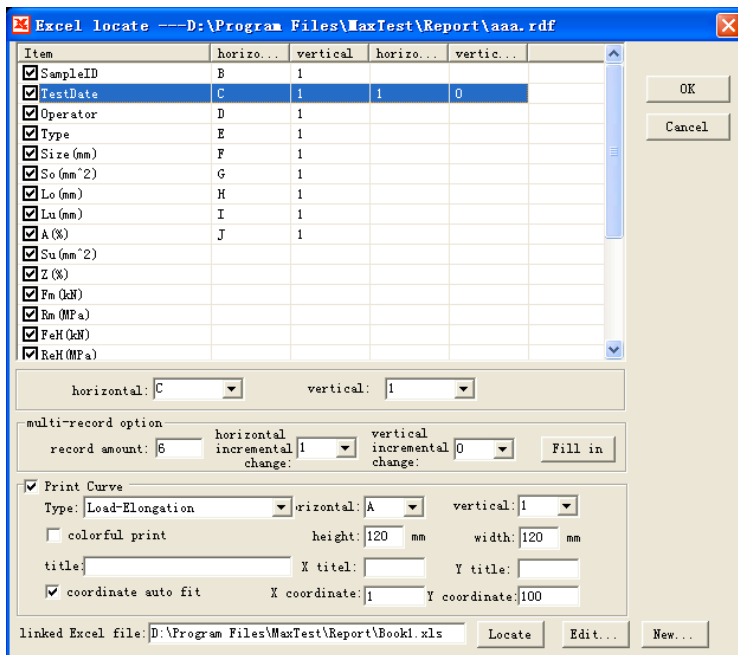 Excel locate ---D:\Program Files\MaxTest\Report\aaa.rdf
Item horizo... vertical horizo... vertic...
SampleID B 1
TestDate C 1 1 0
Operator D 1
Type E 1
Size(mm) F 1
So(mm^2) G 1
Lo(mm) H 1
Lu(mm) I 1
A(%) J 1
Su(mm^2)
Z(%)
Fm(kN)
Rm(MPa)
FeH(kN)
ReH(MPa)
OK
Cancel
horizontal: C vertical: 1
multi-record option
record amount: 6 horizontal incremental change: 1 vertical incremental change: 0 Fill in
Print Curve
Type: Load-Elongation rizontal: A vertical: 1
colorful print height: 120 mm width: 120 mm
title: X titel: Y title:
coordinate auto fit X coordinate: 1 Y coordinate: 100
linked Excel file: D:\Program Files\MaxTest\Report\Book1.xls Locate Edit... New...